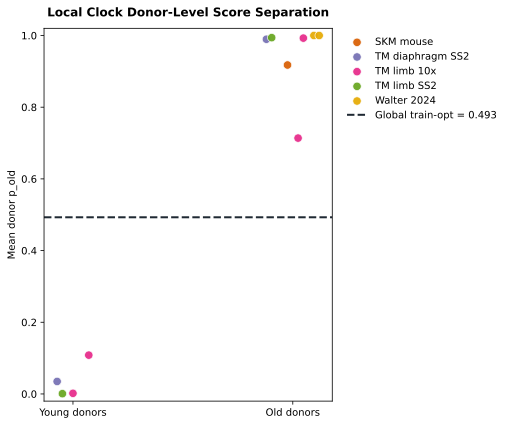 Local Clock Donor-Level Score Separation
SKM mouse
TM diaphragm SS2
TM limb 10x
TM limb SS2
Walter 2024
Global train-opt = 0.493
Mean donor p_old
1.0
0.8
0.6
0.4
0.2
0.0
Young donors
Old donors